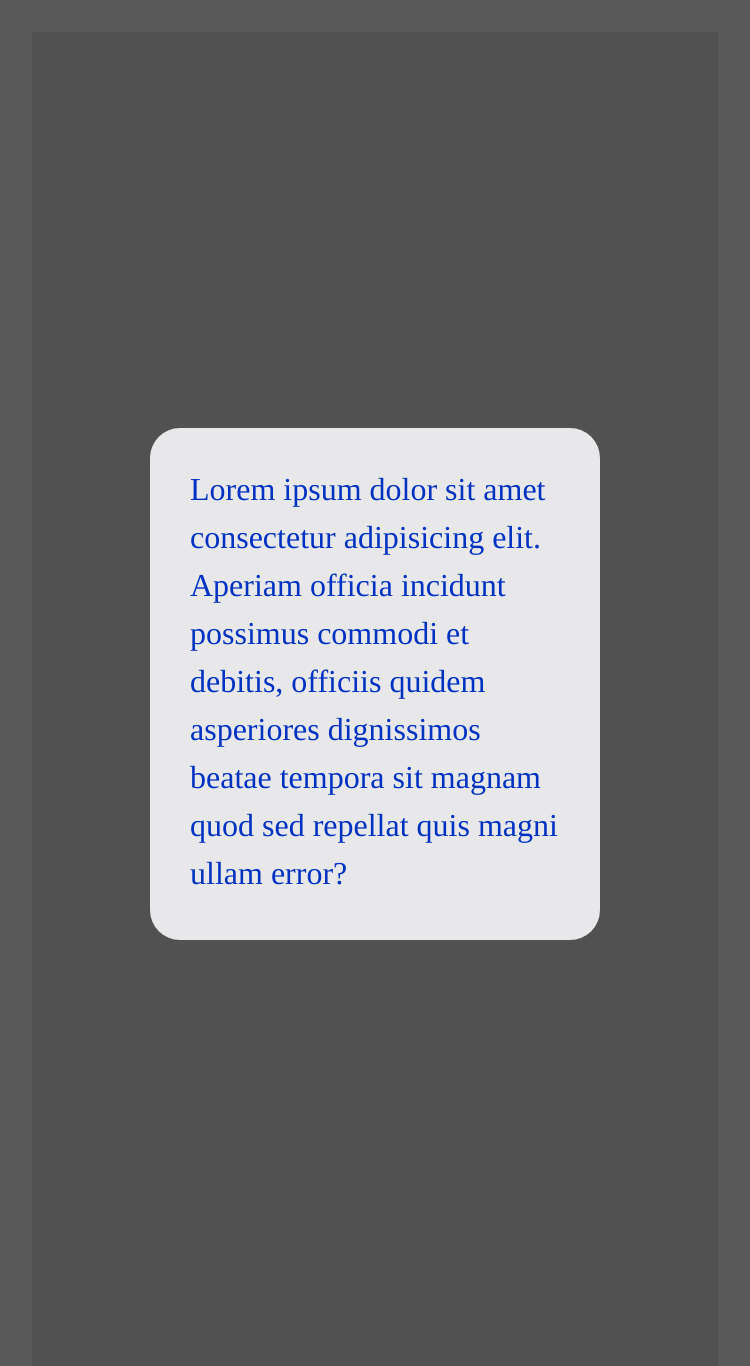 Lorem ipsum dolor sit amet
consectetur adipisicing elit.
Aperiam officia incidunt
possimus commodi et
debitis, officiis quidem
asperiores dignissimos
beatae tempora sit magnam
quod sed repellat quis magni
ullam error?